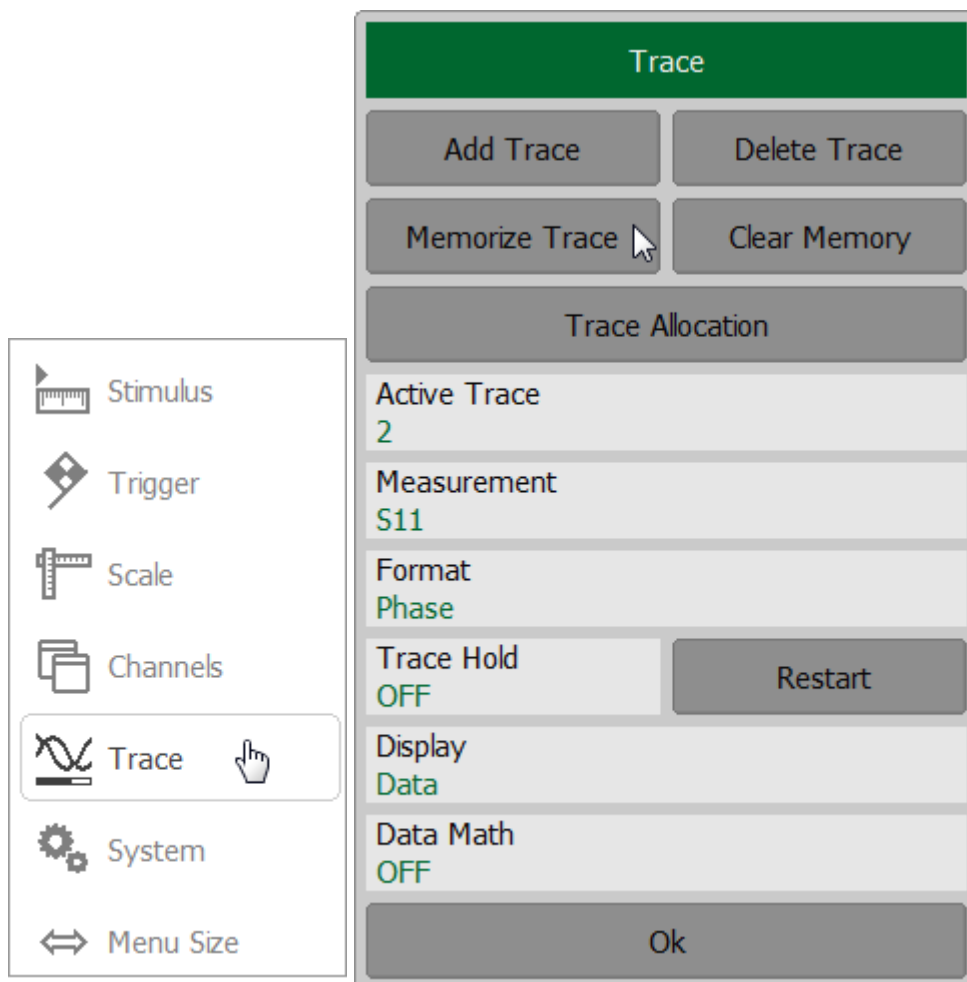 Stimulus
Trigger
Scale
Channels
Trace
System
Menu Size
Trace
Add Trace
Delete Trace
Memorize Trace
Clear Memory
Trace Allocation
Active Trace
2
Measurement
S11
Format
Phase
Trace Hold
OFF
Restart
Display
Data
Data Math
OFF
Ok